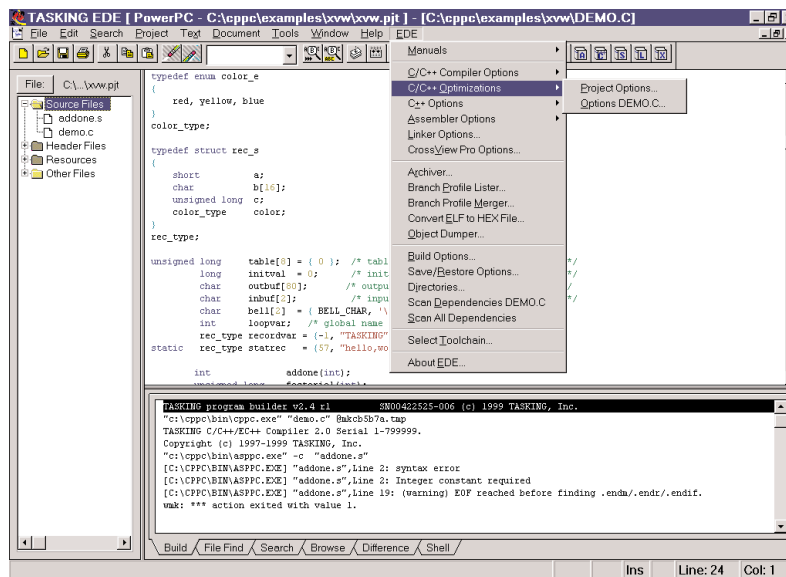 TASKING EDE [ PowerPC - C:\cppc\examples\xvw\xvw.pjt ] - [C:\cppc\examples\xvw\DEMO.C]
File Edit Search Project Text Document Tools Window Help EDE
File: C:\...\xvw.pjt
Source Files
addone.s
demo.c
Header Files
Resources
Other Files
typedef enum color_e
{
red, yellow, blue
}
color_type;
typedef struct rec_s
{
short a;
char b[16];
unsigned long c;
color_type color;
}
rec_type;
unsigned long table[8] = { 0 }; /* tabl */
long initval = 0; /* init
char outbuf[80]; /* outpu /
char inbuf[2]; /* inpu */
char bell[2] = { BELL_CHAR, '\
int loopvar; /* global name
rec_type recordvar = {-1, "TASKING"
static rec_type statrec = {57, "hello,wo
int addone(int);
unsigned long factorial(int);
Manuals
C/C++ Compiler Options
C/C++ Optimizations
C++ Options
Assembler Options
Linker Options...
CrossView Pro Options...
Archiver...
Branch Profile Lister...
Branch Profile Merger...
Convert ELF to HEX File...
Object Dumper...
Build Options...
Save/Restore Options...
Directories...
Scan Dependencies DEMO.C
Scan All Dependencies
Select Toolchain...
About EDE...
Project Options...
Options DEMO.C...
TASKING program builder v2.4 r1 SN00422525-006 (c) 1999 TASKING, Inc.
"c:\cppc\bin\cppc.exe" "demo.c" @mkcb5b7a.tmp
TASKING C/C++/EC++ Compiler 2.0 Serial 1-799999.
Copyright (c) 1997-1999 TASKING, Inc.
"c:\cppc\bin\asppc.exe" -c "addone.s"
[C:\CPPC\BIN\ASPPC.EXE] "addone.s",Line 2: syntax error
[C:\CPPC\BIN\ASPPC.EXE] "addone.s",Line 2: Integer constant required
[C:\CPPC\BIN\ASPPC.EXE] "addone.s",Line 19: (warning) EOF reached before finding .endm/.endr/.endif.
wmk: *** action exited with value 1.
Build File Find Search Browse Difference Shell
Ins Line: 24 Col: 1